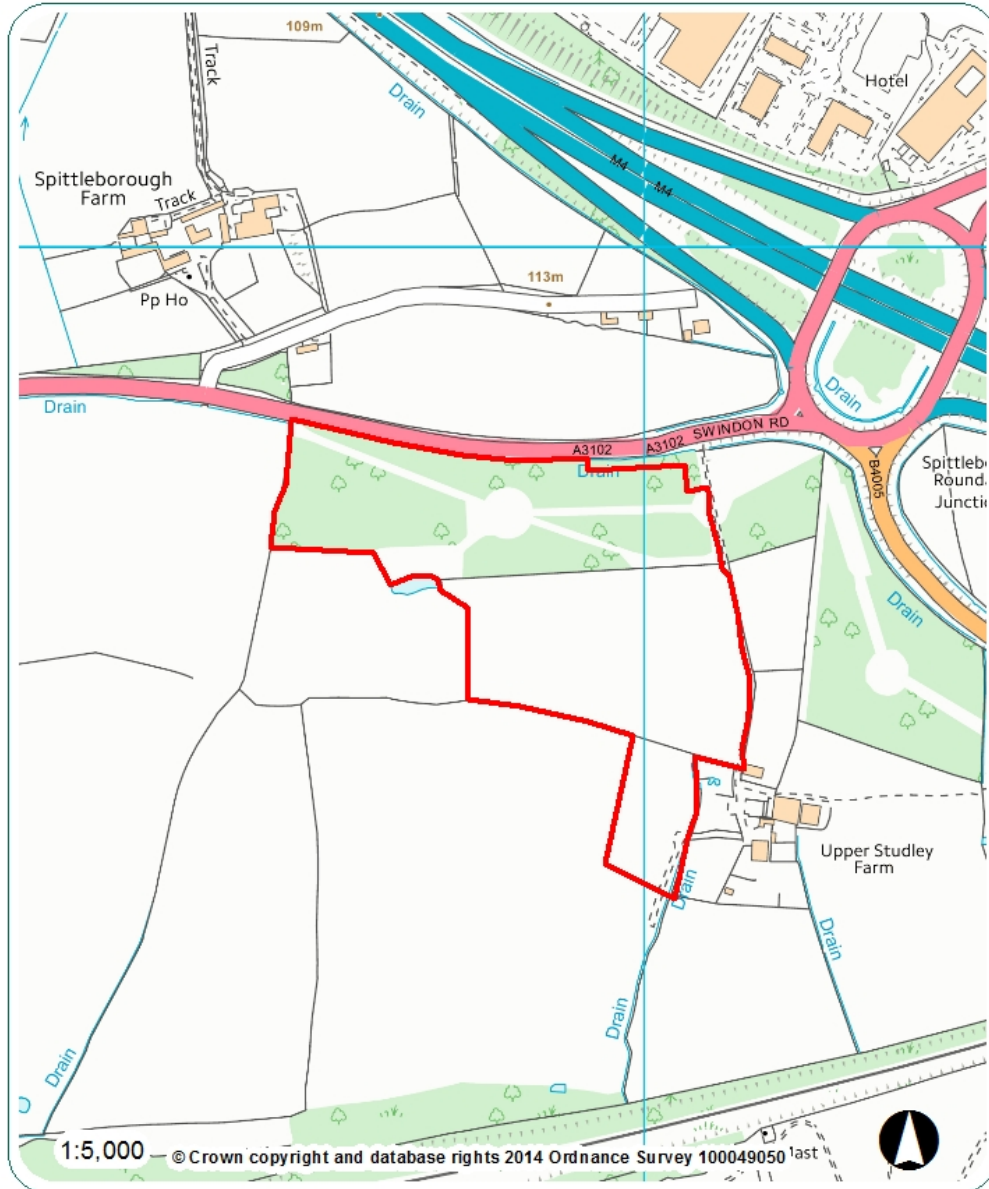 109m
Track
Drain
Hotel
M4
M4
Spittleborough
Farm
Track
113m
Pp Ho
Drain
Drain
A3102
A3102 SWINDON RD
Drain
B4005
Drain
Upper Studley
Farm
Drain
Drain
Drain
Drain
1:5,000
© Crown copyright and database rights 2014 Ordnance Survey 100049050